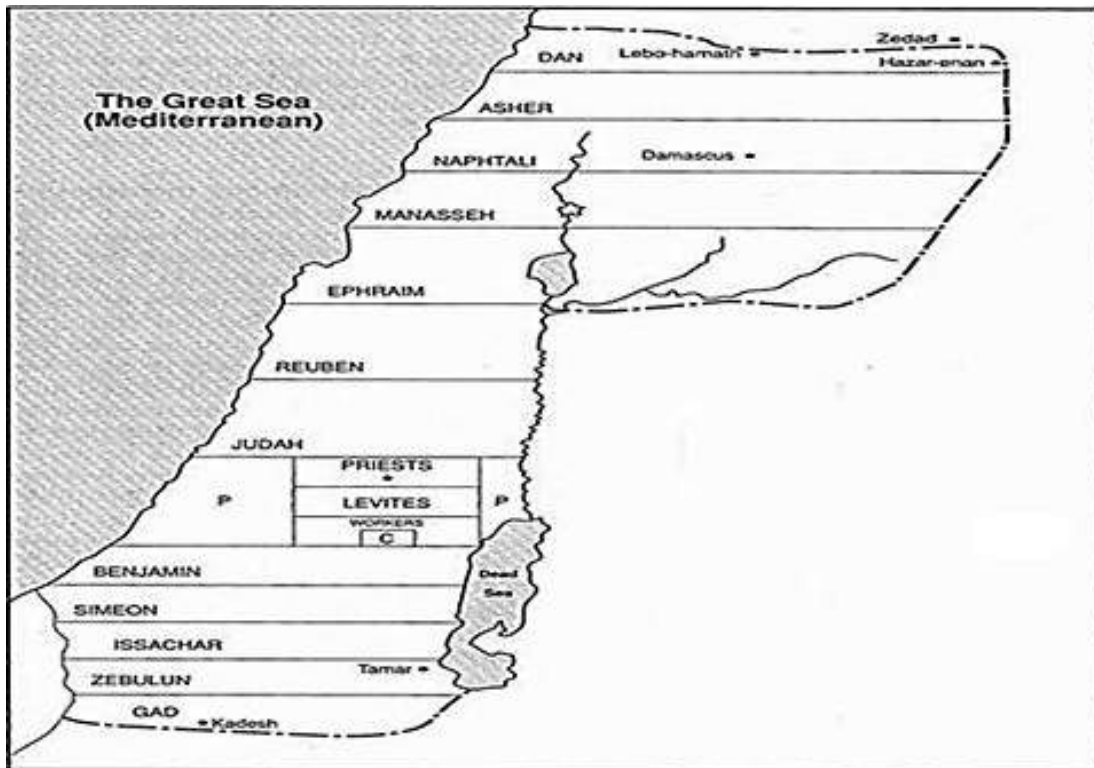 Zedad
DAN
Lebo-hamath
Hazar-enan
The Great Sea
(Mediterranean)
ASHER
NAPHTALI
Damascus
MANASSEH
EPHRAIM
REUBEN
JUDAH
PRIESTS
P
LEVITES
P
WORKERS
C
BENJAMIN
Dead
Sea
SIMEON
ISSACHAR
Tamar
ZEBULUN
GAD
Kadesh